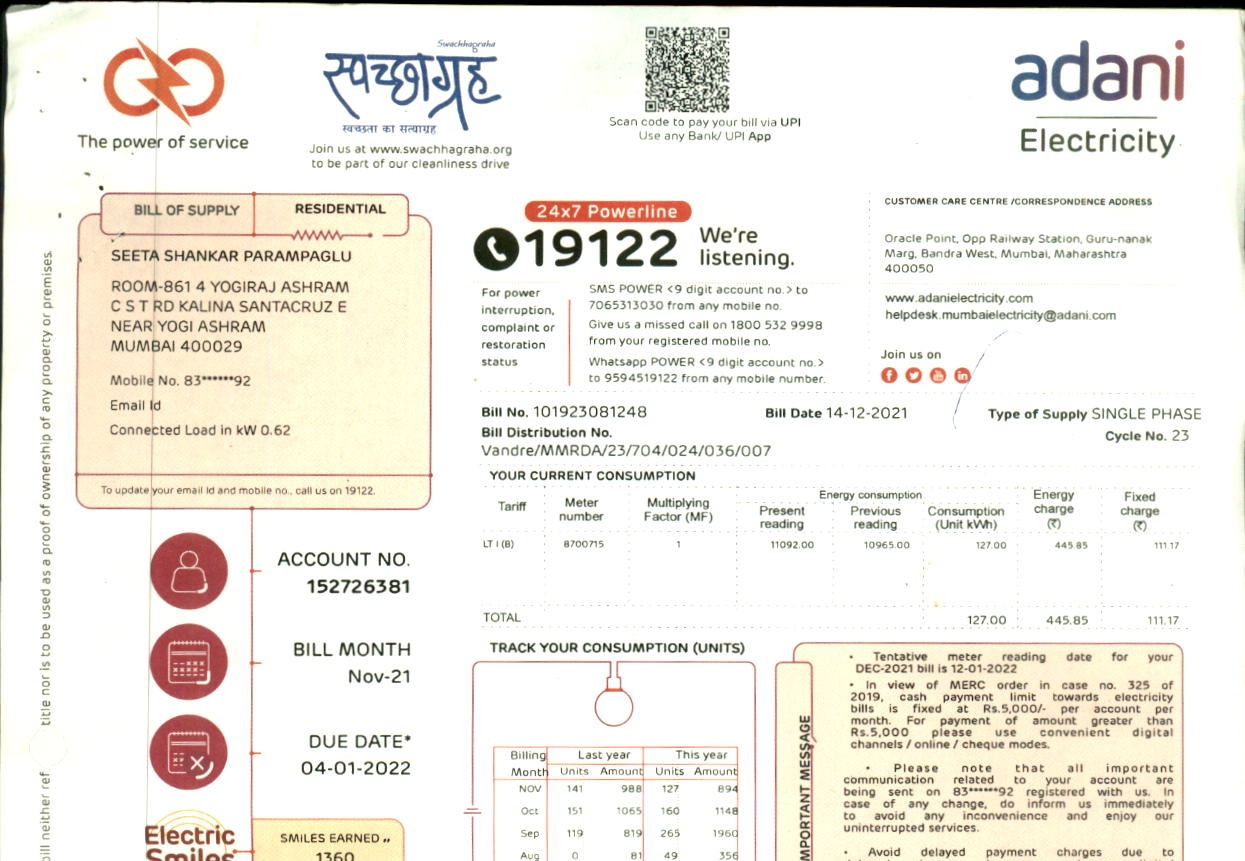 The power of service
Swachhagraha
स्वच्छाग्रह
स्वच्छता का सत्याग्रह
Join us at www.swachhagraha.org
to be part of our cleanliness drive
Scan code to pay your bill via UPI
Use any Bank/ UPI App
adani
Electricity
BILL OF SUPPLY RESIDENTIAL
SEETA SHANKAR PARAMPAGLU
ROOM-861 4 YOGIRAJ ASHRAM
C S T RD KALINA SANTACRUZ E
NEAR YOGI ASHRAM
MUMBAI 400029
Mobile No. 83******92
Email Id
Connected Load in kW 0.62
To update your email Id and mobile no., call us on 19122.
24x7 Powerline
19122 We're
listening.
For power
interruption,
complaint or
restoration
status
SMS POWER <9 digit account no.> to
7065313030 from any mobile no.
Give us a missed call on 1800 532 9998
from your registered mobile no.
Whatsapp POWER <9 digit account no.>
to 9594519122 from any mobile number.
CUSTOMER CARE CENTRE /CORRESPONDENCE ADDRESS
Oracle Point, Opp Railway Station, Guru-nanak
Marg, Bandra West, Mumbai, Maharashtra
400050
www.adanielectricity.com
helpdesk.mumbaielectricity@adani.com
Join us on
Bill No. 101923081248 Bill Date 14-12-2021 Type of Supply SINGLE PHASE
Bill Distribution No. Cycle No. 23
Vandre/MMRDA/23/704/024/036/007
YOUR CURRENT CONSUMPTION
Tariff Meter number Multiplying Factor (MF) Energy consumption Present reading Previous reading Consumption (Unit kWh) Energy charge (₹) Fixed charge (₹)
LT I (B) 8700715 1 11092.00 10965.00 127.00 445.85 111.17
TOTAL 127.00 445.85 111.17
ACCOUNT NO.
152726381
BILL MONTH
Nov-21
DUE DATE*
04-01-2022
Electric
Smiles
SMILES EARNED
1360
TRACK YOUR CONSUMPTION (UNITS)
Billing Last year This year
Month Units Amount Units Amount
NOV 141 988 127 894
Oct 151 1065 160 1148
Sep 119 819 265 1960
Aug 0 81 49 356
IMPORTANT MESSAGE
• Tentative meter reading date for your
DEC-2021 bill is 12-01-2022
• In view of MERC order in case no. 325 of
2019, cash payment limit towards electricity
bills is fixed at Rs.5,000/- per account per
month. For payment of amount greater than
Rs.5,000 please use convenient digital
channels / online / cheque modes.
• Please note that all important
communication related to your account are
being sent on 83******92 registered with us. In
case of any change, do inform us immediately
to avoid any inconvenience and enjoy our
uninterrupted services.
• Avoid delayed payment charges due to
bill neither ref title nor is to be used as a proof of ownership of any property or premises.